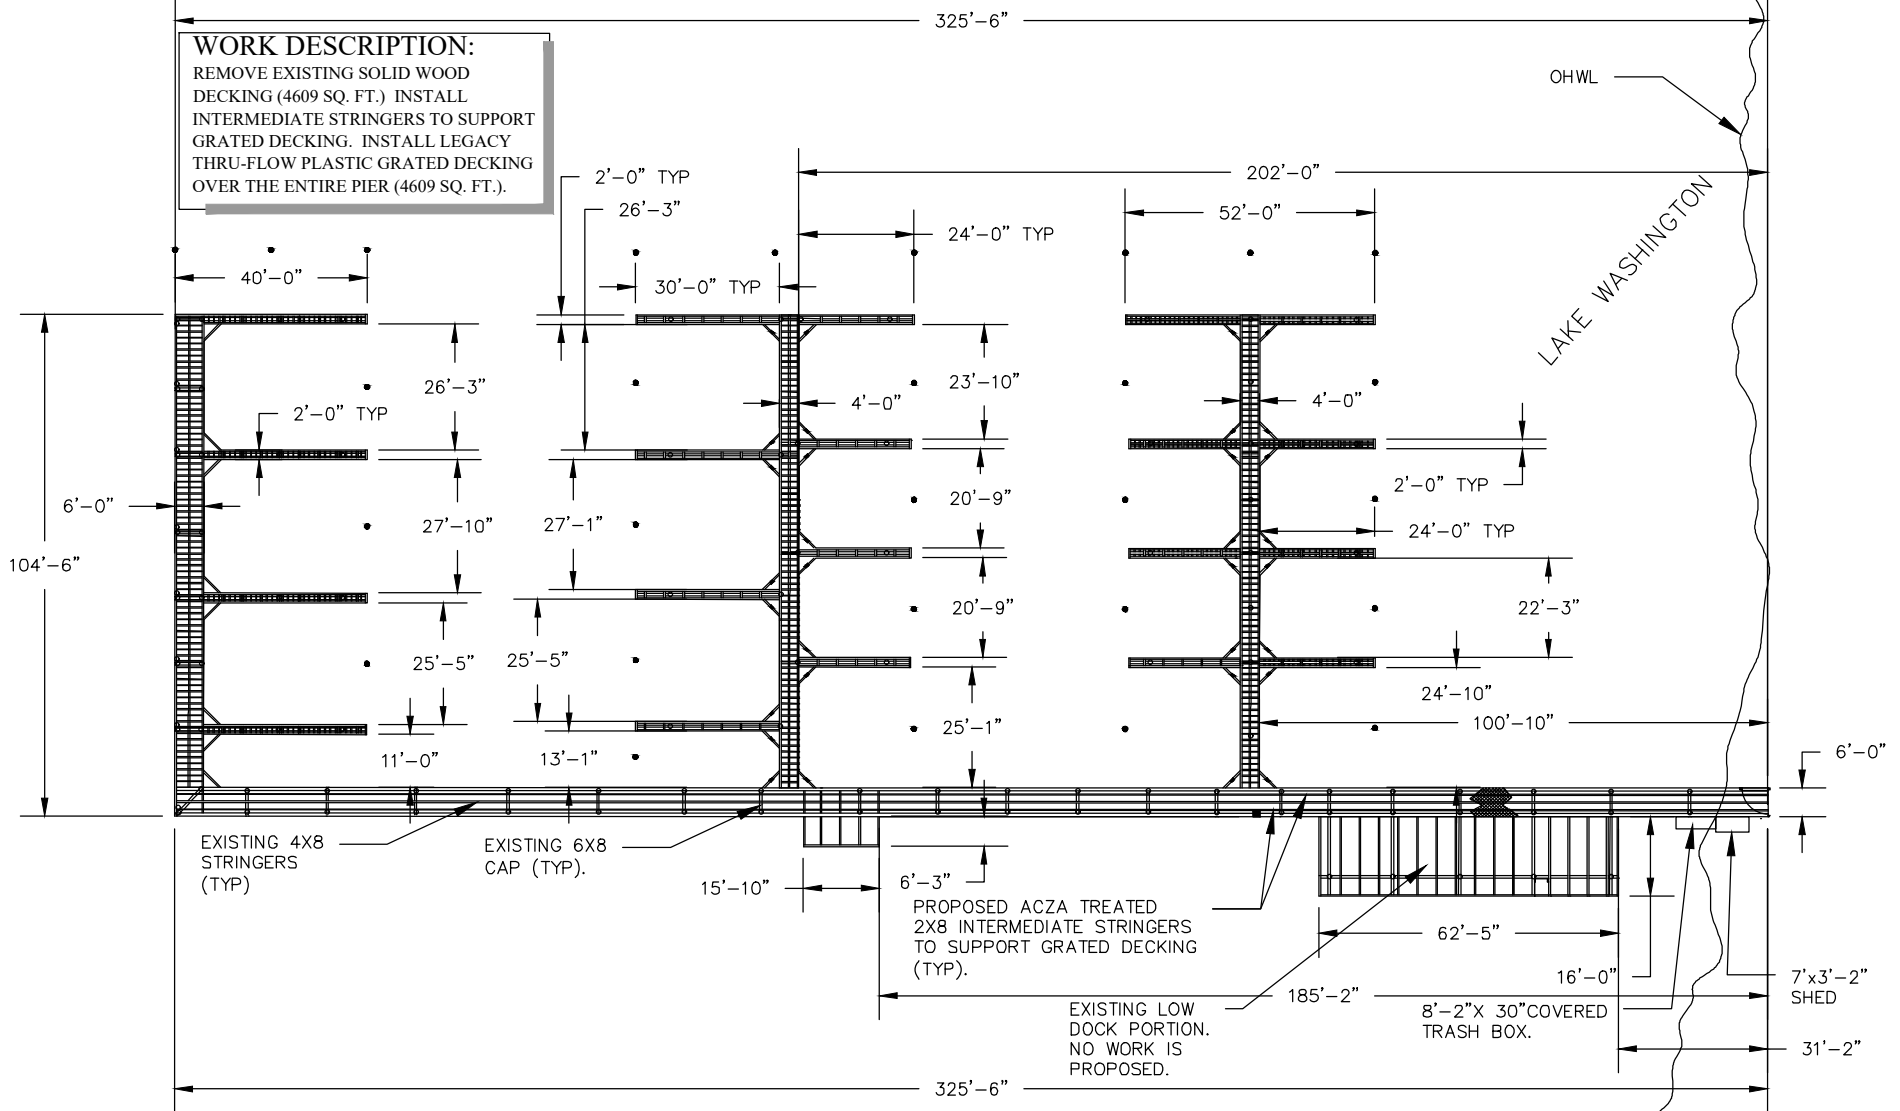 325'-6"
WORK DESCRIPTION:
REMOVE EXISTING SOLID WOOD
DECKING (4609 SQ. FT.) INSTALL
INTERMEDIATE STRINGERS TO SUPPORT
GRATED DECKING. INSTALL LEGACY
THRU-FLOW PLASTIC GRATED DECKING
OVER THE ENTIRE PIER (4609 SQ. FT.).
OHWL
2'-0" TYP
202'-0"
26'-3"
52'-0"
24'-0" TYP
LAKE WASHINGTON
40'-0"
30'-0" TYP
26'-3"
23'-10"
2'-0" TYP
4'-0"
4'-0"
6'-0"
27'-10"
27'-1"
20'-9"
2'-0" TYP
24'-0" TYP
104'-6"
20'-9"
22'-3"
25'-5"
25'-5"
24'-10"
25'-1"
100'-10"
11'-0"
13'-1"
6'-0"
EXISTING 4X8
STRINGERS
(TYP)
EXISTING 6X8
CAP (TYP).
15'-10"
6'-3"
PROPOSED ACZA TREATED
2X8 INTERMEDIATE STRINGERS
TO SUPPORT GRATED DECKING
(TYP).
62'-5"
16'-0"
7'x3'-2"
SHED
185'-2"
EXISTING LOW
DOCK PORTION.
NO WORK IS
PROPOSED.
8'-2"X 30"COVERED
TRASH BOX.
31'-2"
325'-6"